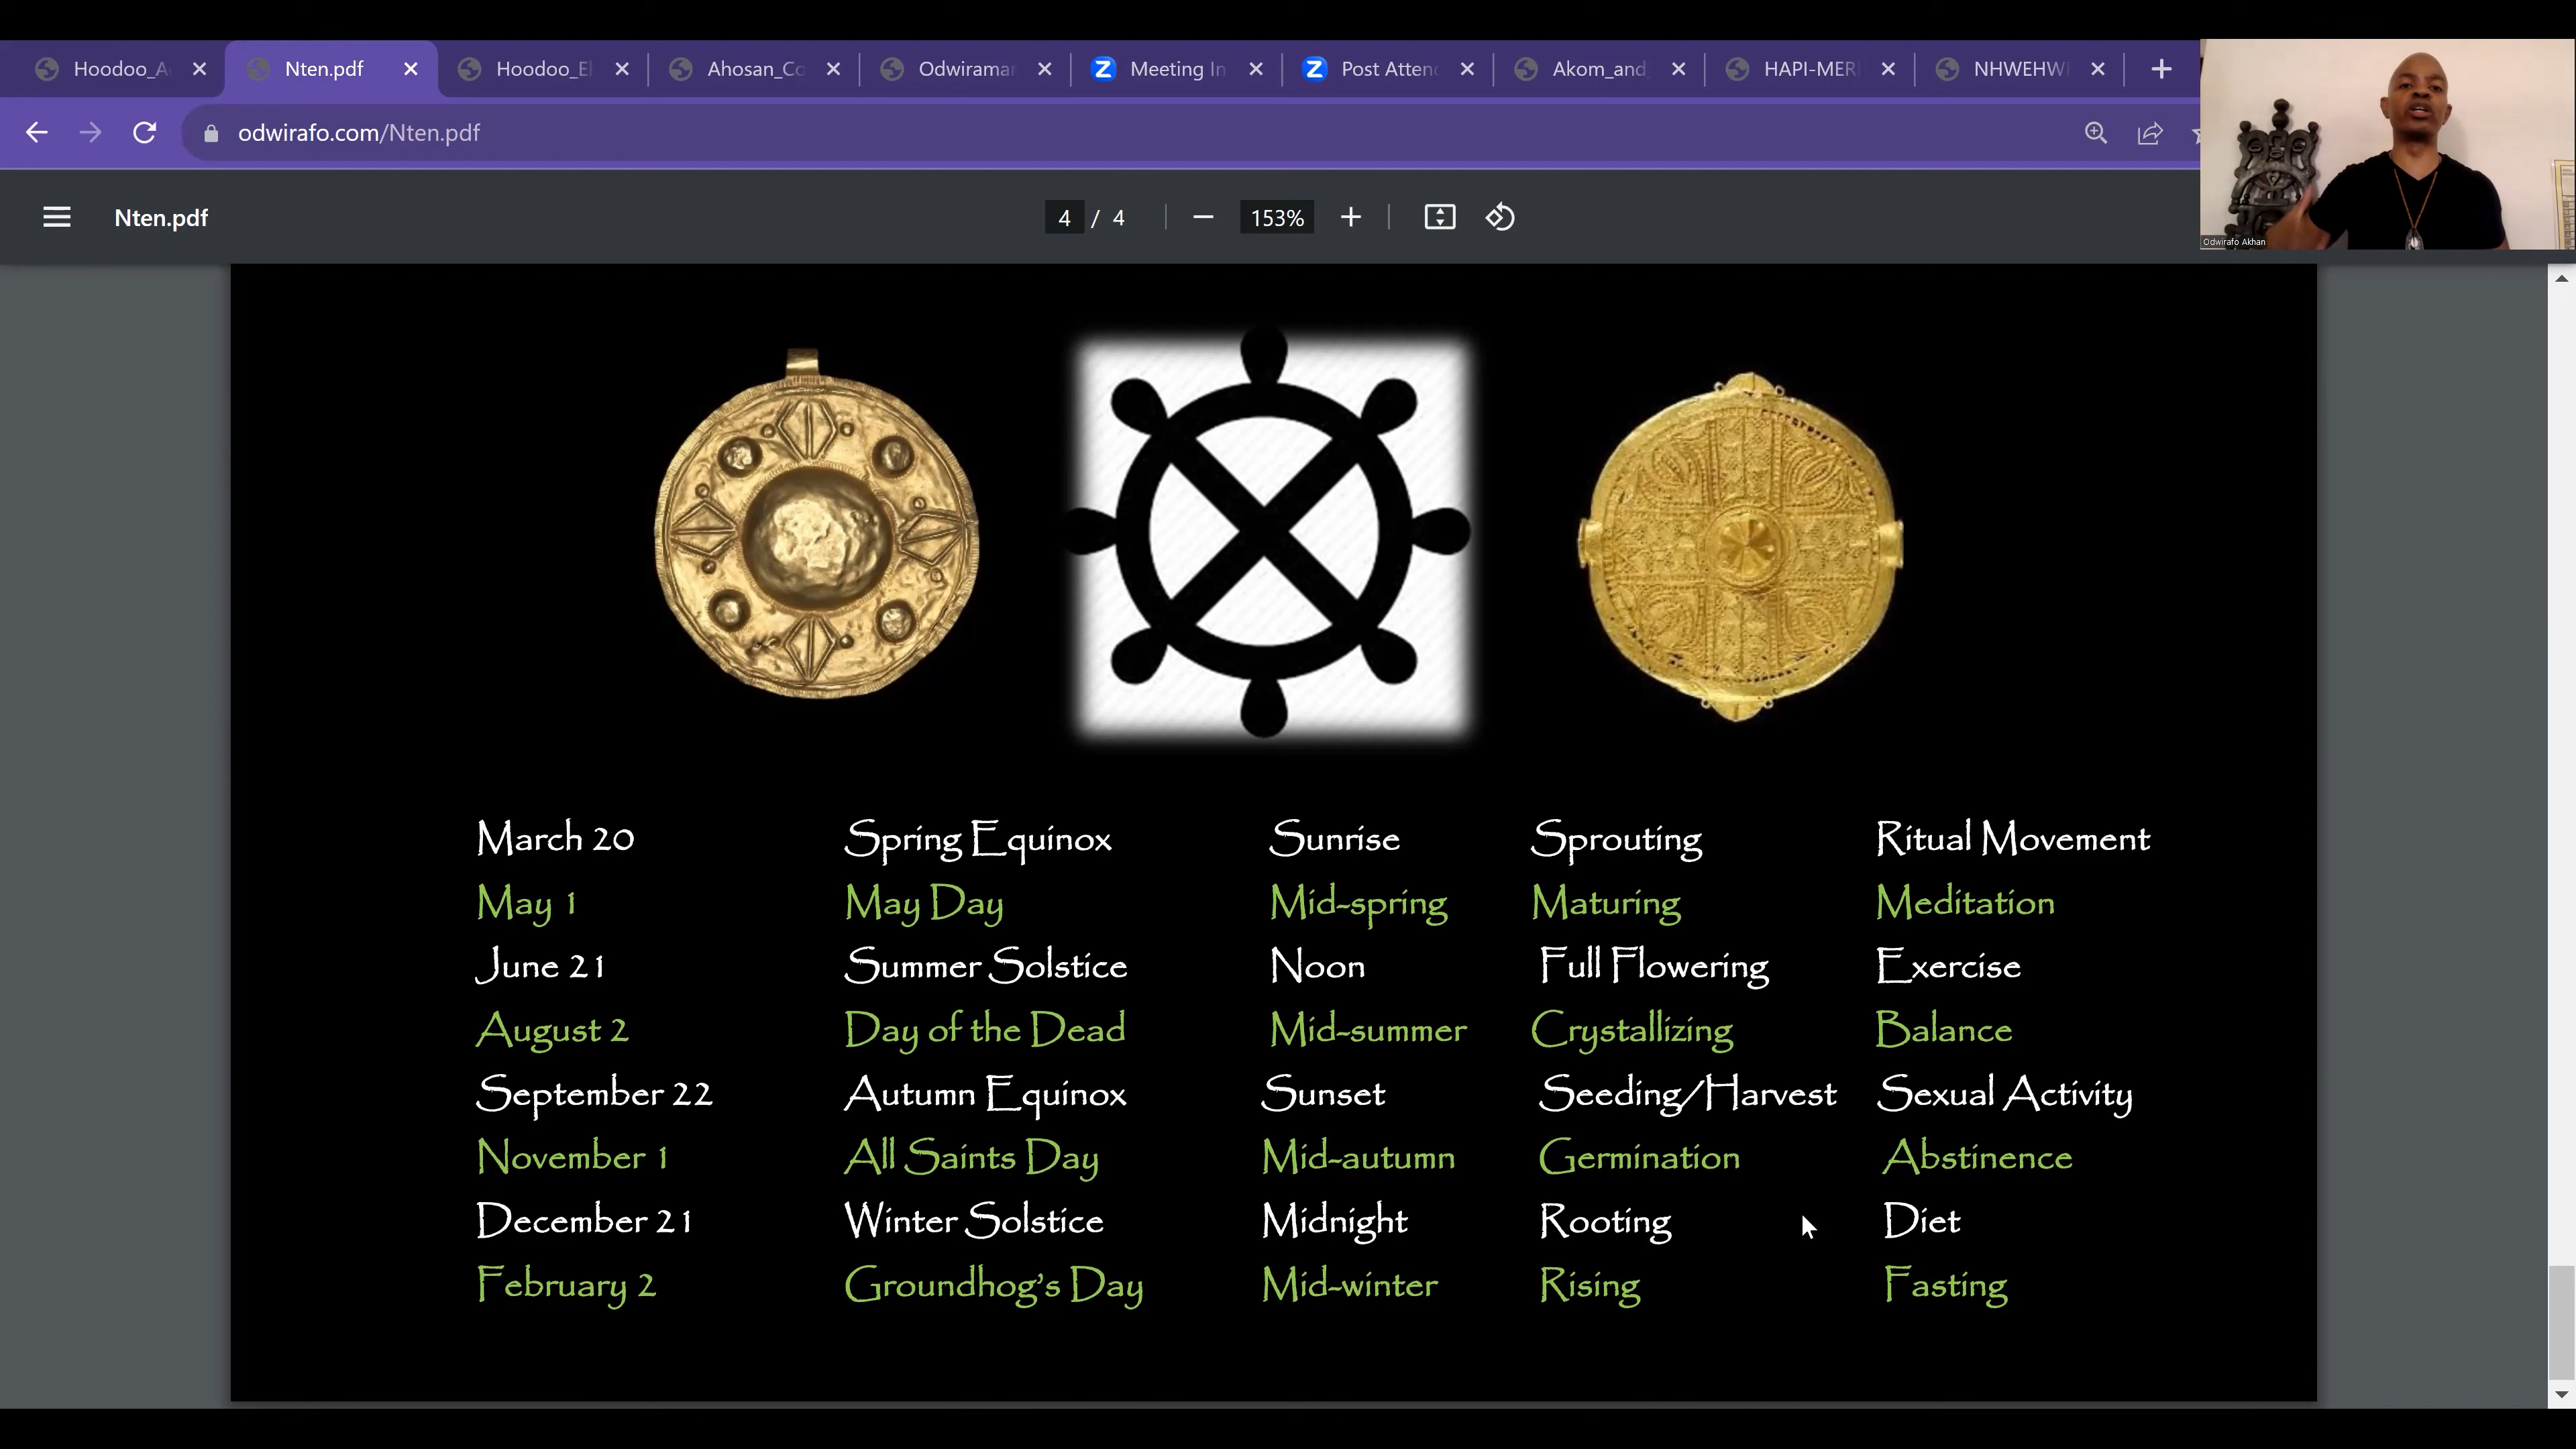 Hoodoo_A
Nten.pdf
Hoodoo_El
Ahosan_Co
Odwiraman
Meeting In
Post Atten
Akom_and
HAPI-MER
NHWEHW
odwirafo.com/Nten.pdf
Nten.pdf
4 / 4
153%
Odwirafo Akhan
March 20 Spring Equinox Sunrise Sprouting Ritual Movement
May 1 May Day Mid-spring Maturing Meditation
June 21 Summer Solstice Noon Full Flowering Exercise
August 2 Day of the Dead Mid-summer Crystallizing Balance
September 22 Autumn Equinox Sunset Seeding/Harvest Sexual Activity
November 1 All Saints Day Mid-autumn Germination Abstinence
December 21 Winter Solstice Midnight Rooting Diet
February 2 Groundhog's Day Mid-winter Rising Fasting